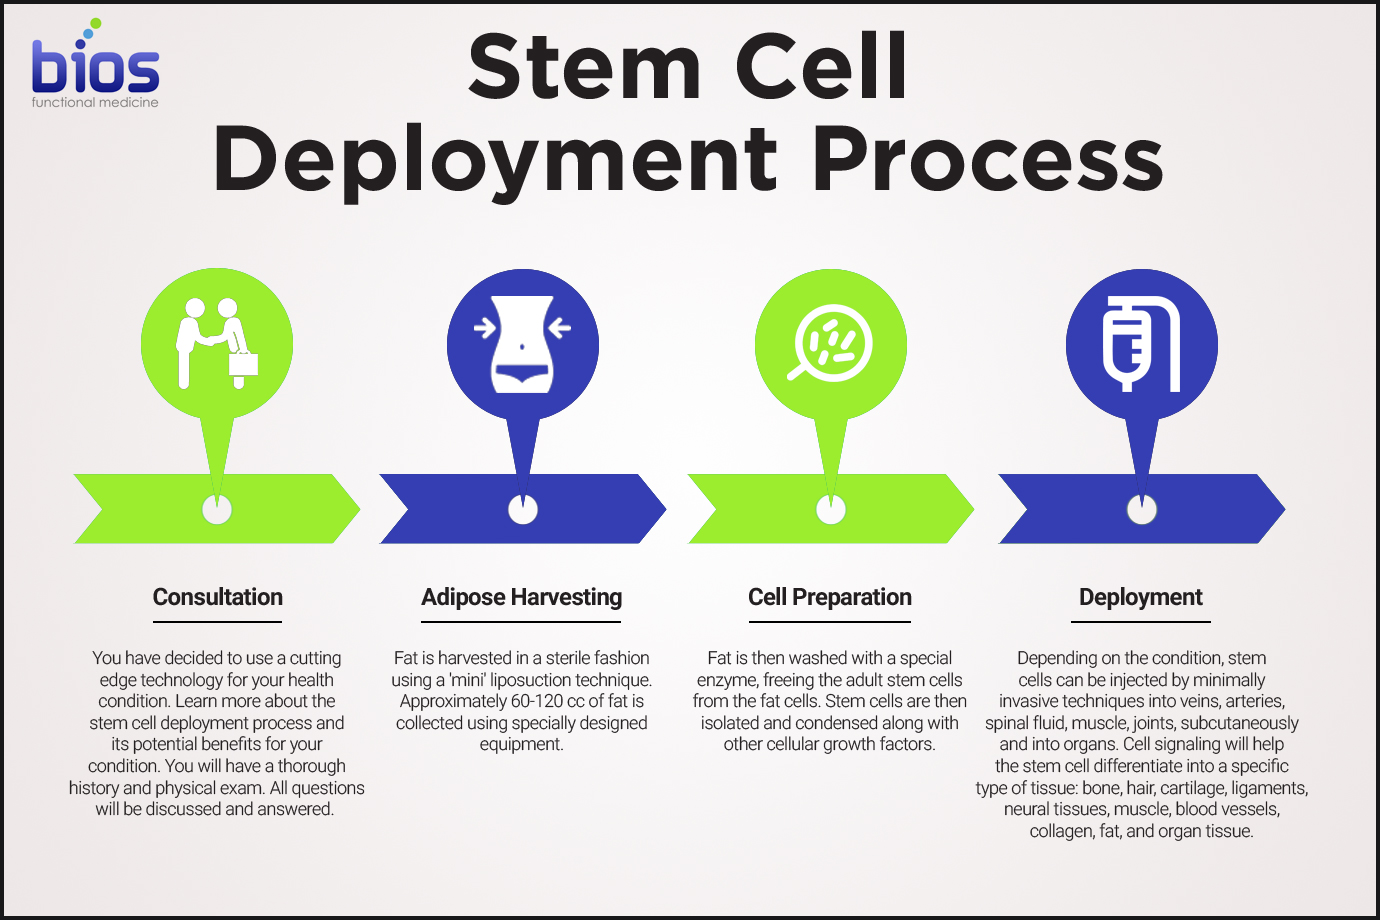 bios
functional medicine
Stem Cell
Deployment Process
Consultation
You have decided to use a cutting
edge technology for your health
condition. Learn more about the
stem cell deployment process and
its potential benefits for your
condition. You will have a thorough
history and physical exam. All questions
will be discussed and answered.
Adipose Harvesting
Fat is harvested in a sterile fashion
using a 'mini' liposuction technique.
Approximately 60-120 cc of fat is
collected using specially designed
equipment.
Cell Preparation
Fat is then washed with a special
enzyme, freeing the adult stem cells
from the fat cells. Stem cells are then
isolated and condensed along with
other cellular growth factors.
Deployment
Depending on the condition, stem
cells can be injected by minimally
invasive techniques into veins, arteries,
spinal fluid, muscle, joints, subcutaneously
and into organs. Cell signaling will help
the stem cell differentiate into a specific
type of tissue: bone, hair, cartilage, ligaments,
neural tissues, muscle, blood vessels,
collagen, fat, and organ tissue.